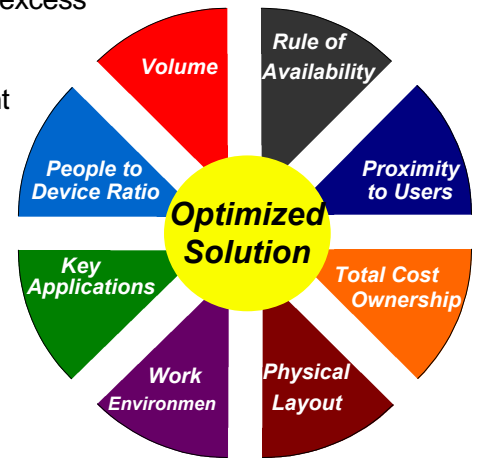 excess
Volume
Rule of
Availability
People to
Device Ratio
Proximity
to Users
Optimized
Solution
Key
Applications
Total Cost
Ownership
Work
Environmen
Physical
Layout